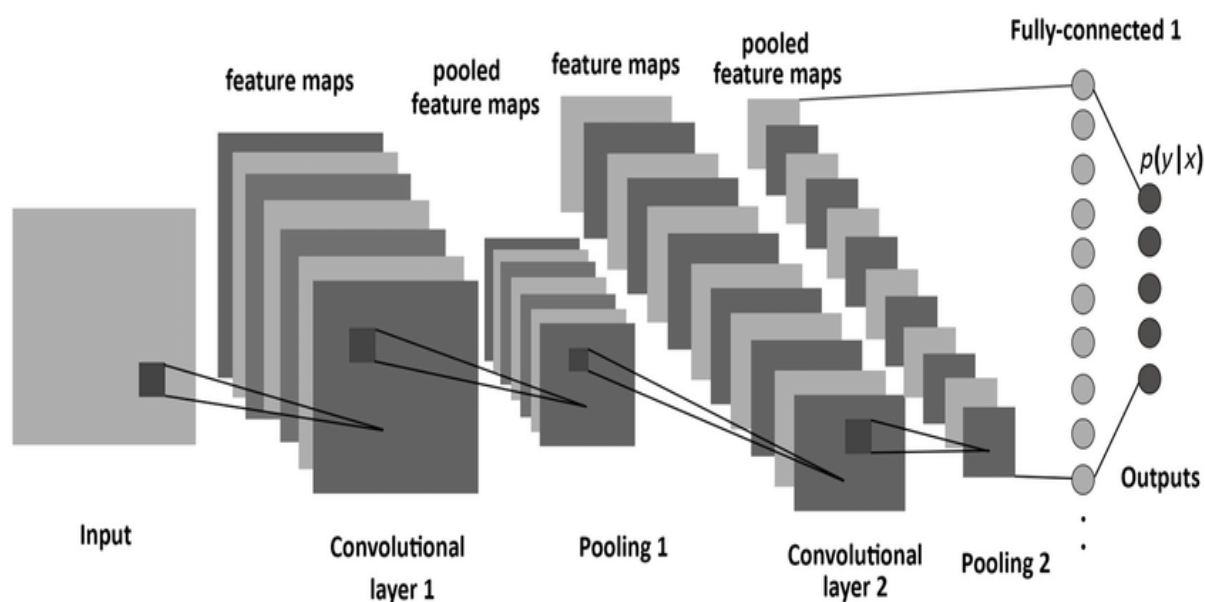 feature maps
pooled
feature maps
feature maps
pooled
feature maps
Fully-connected 1
p(y|x)
Outputs
Input
Convolutional
layer 1
Pooling 1
Convolutional
layer 2
Pooling 2